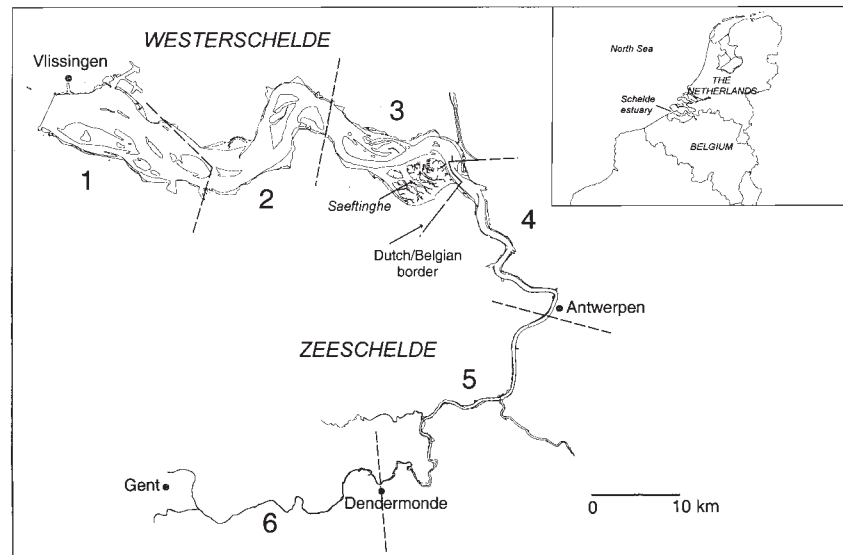 WESTERSCHELDE
Vlissingen
1
2
3
Saeftinghe
4
Dutch/Belgian
border
Antwerpen
ZEESCHELDE
5
Gent
Dendermonde
6
0 10 km
North Sea
THE
NETHERLANDS
Schelde
estuary
BELGIUM